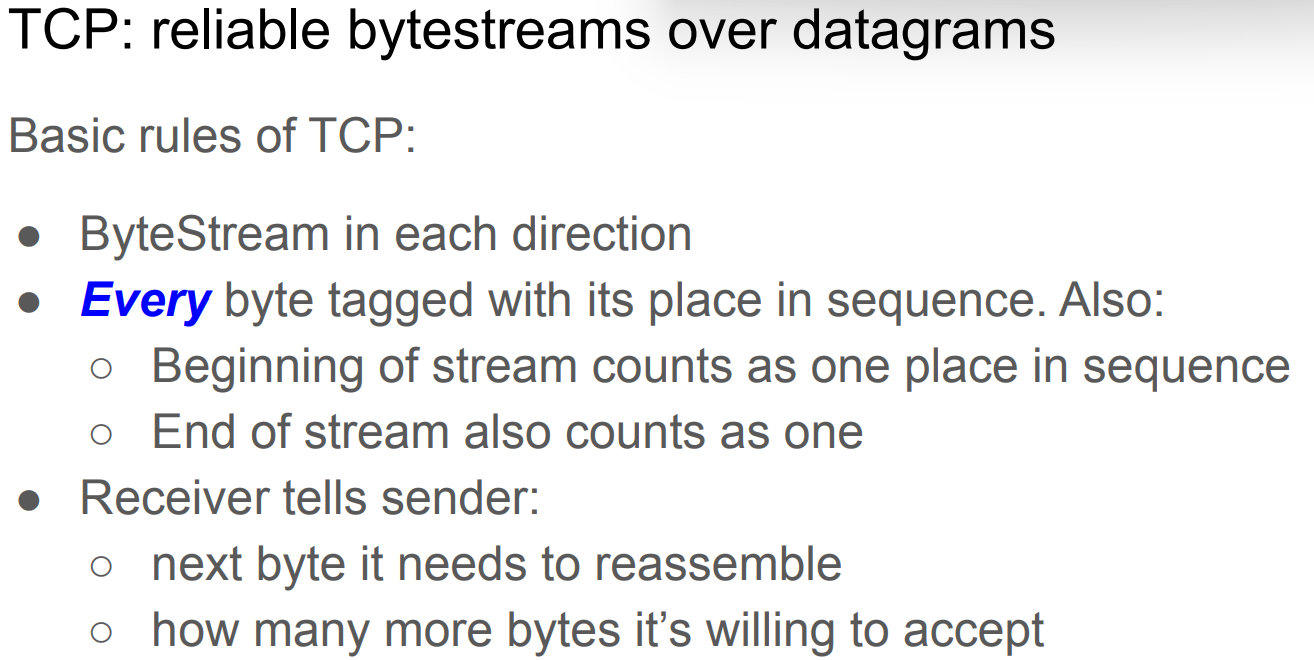 TCP: reliable bytestreams over datagrams
Basic rules of TCP:
● ByteStream in each direction
● Every byte tagged with its place in sequence. Also:
○ Beginning of stream counts as one place in sequence
○ End of stream also counts as one
● Receiver tells sender:
○ next byte it needs to reassemble
○ how many more bytes it’s willing to accept